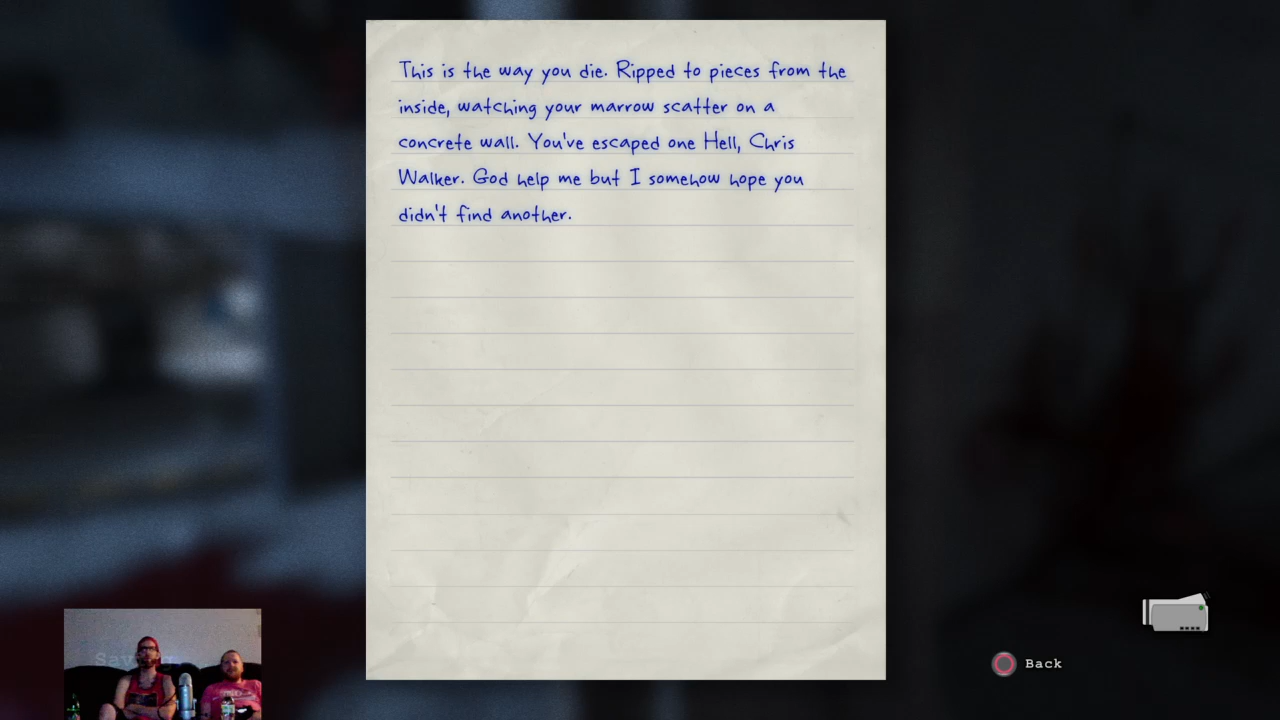 This is the way you die. Ripped to pieces from the
inside, watching your marrow scatter on a
concrete wall. You've escaped one Hell, Chris
Walker. God help me but I somehow hope you
didn't find another.
Back